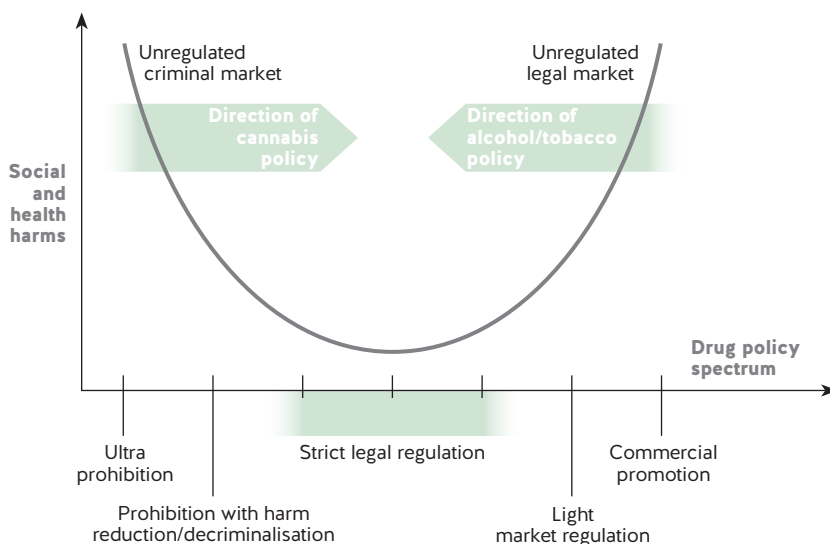 Unregulated
criminal market
Unregulated
legal market
Direction of
cannabis
policy
Direction of
alcohol/tobacco
policy
Social
and
health
harms
Drug policy
spectrum
Ultra
prohibition
Strict legal regulation
Commercial
promotion
Prohibition with harm
reduction/decriminalisation
Light
market regulation